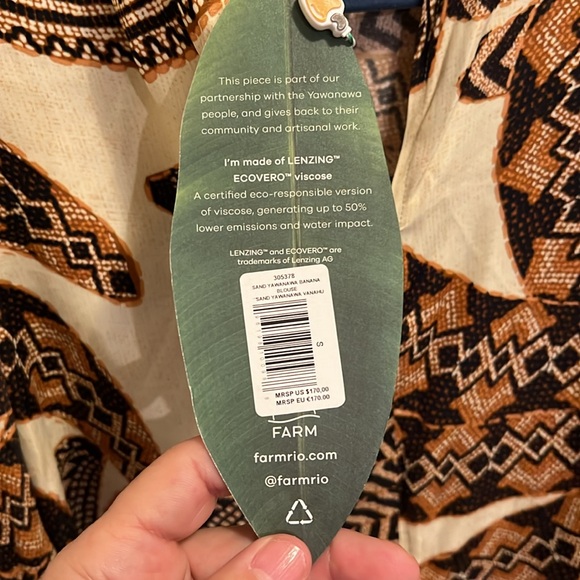 This piece is part of our
partnership with the Yawanawa
people, and gives back to their
community and artisanal work.
I'm made of LENZING™
ECOVERO™ viscose
A certified eco-responsible version
of viscose, generating up to 50%
lower emissions and water impact.
LENZING™ and ECOVERO™ are
trademarks of Lenzing AG
305378
SAND YAWANAWA BANANA
BLOUSE
"SAND YAWANAWA VANAHU
S
MRSP US $170,00
MRSP EU €170.00
FARM
farmrio.com
@farmrio